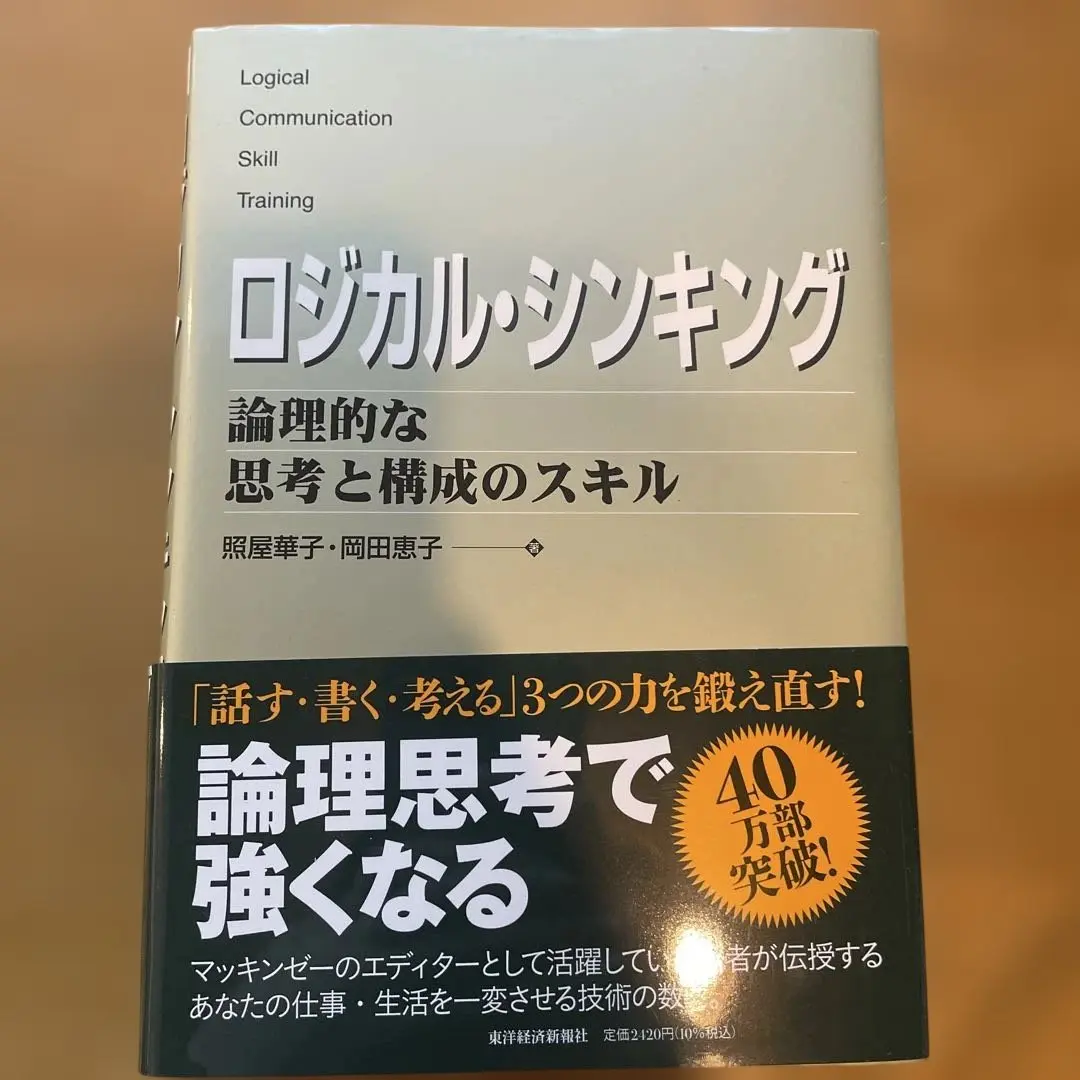 Logical
Communication
Skill
Training
ロジカル・シンキング
論理的な
思考と構成のスキル
照屋華子・岡田恵子 著
「話す・書く・考える」3つの力を鍛え直す!
論理思考で
強くなる
40
万部
突破!
マッキンゼーのエディターとして活躍してい 者が伝授する
あなたの仕事・生活を一変させる技術の数 。
東洋経済新報社 定価2420円(10%税込)